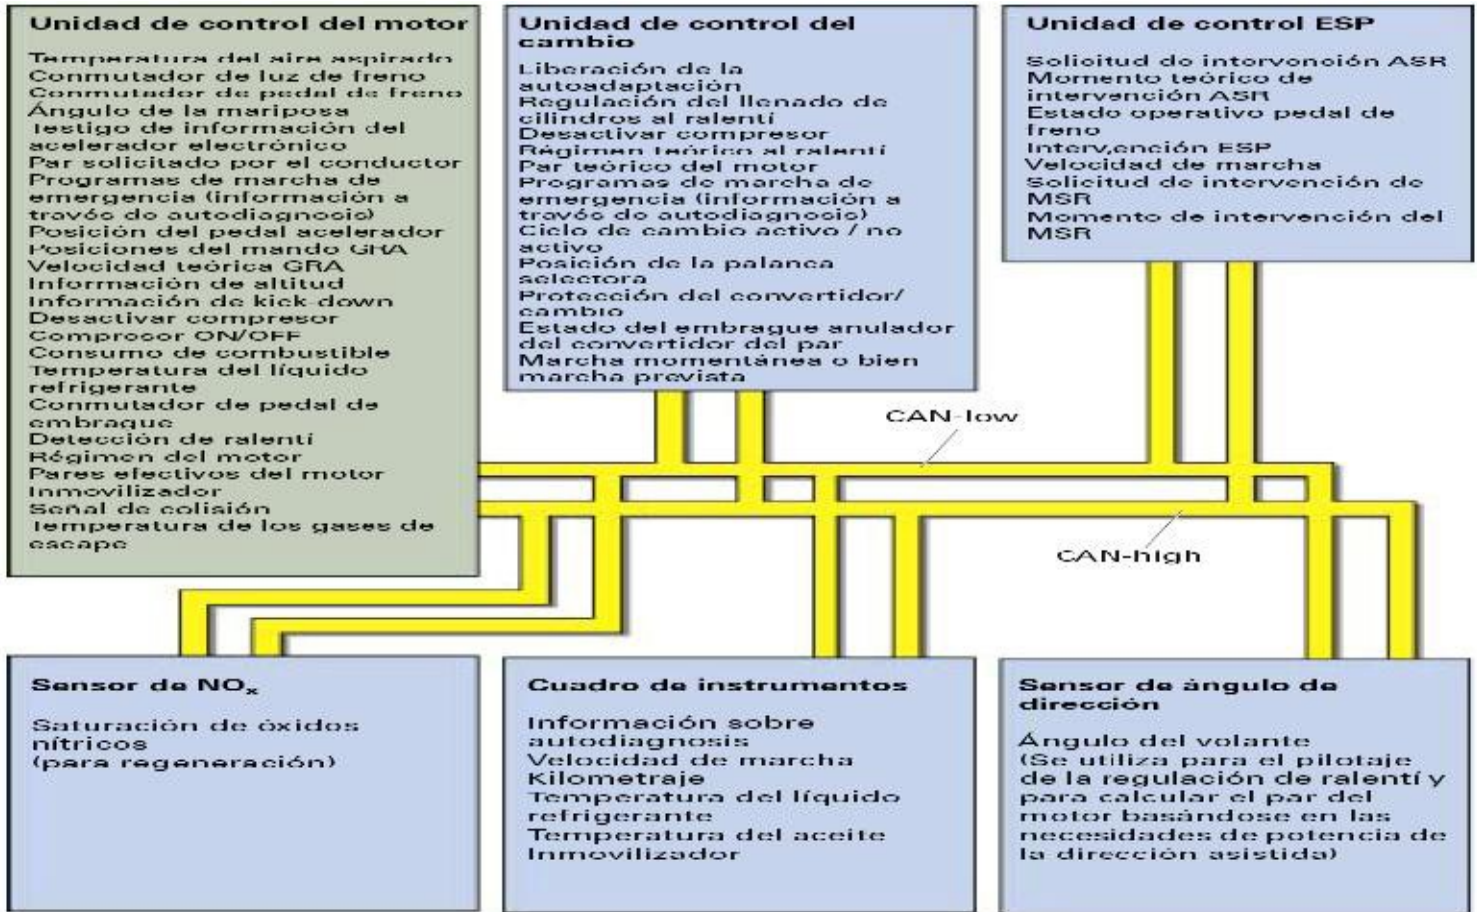 Unidad de control del motor
Temperatura del aire aspirado
Conmutador de luz de freno
Conmutador de pedal de freno
Ángulo de la mariposa
Testigo de información del
acelerador electrónico
Par solicitado por el conductor
Programas de marcha de
emergencia (información a
través de autodiagnosis)
Posición del pedal acelerador
Posiciones del mando GRA
Velocidad teórica GRA
Información de altitud
Información de kick-down
Desactivar compresor
Compresor ON/OFF
Consumo de combustible
Temperatura del líquido
refrigerante
Conmutador de pedal de
embrague
Detección de ralentí
Régimen del motor
Pares efectivos del motor
Inmovilizador
Señal de colisión
Temperatura de los gases de
escape
Unidad de control del
cambio
Liberación de la
autoadaptación
Regulación del llenado de
cilindros al ralentí
Desactivar compresor
Régimen teórico al ralentí
Par teórico del motor
Programas de marcha de
emergencia (información a
través de autodiagnosis)
Ciclo de cambio activo / no
activo
Posición de la palanca
selectora
Protección del convertidor/
cambio
Estado del embrague anulador
del convertidor del par
Marcha momentánea o bien
marcha prevista
Unidad de control ESP
Solicitud de intervención ASR
Momento teórico de
intervención ASR
Estado operativo pedal de
freno
Interv,ención ESP
Velocidad de marcha
Solicitud de intervención de
MSR
Momento de intervención del
MSR
CAN-low
CAN-high
Sensor de NOx
Saturación de óxidos
nítricos
(para regeneración)
Cuadro de instrumentos
Información sobre
autodiagnosis
Velocidad de marcha
Kilometraje
Temperatura del líquido
refrigerante
Temperatura del aceite
Inmovilizador
Sensor de ángulo de
dirección
Ángulo del volante
(Se utiliza para el pilotaje
de la regulación de ralentí y
para calcular el par del
motor basándose en las
necesidades de potencia de
la dirección asistida)